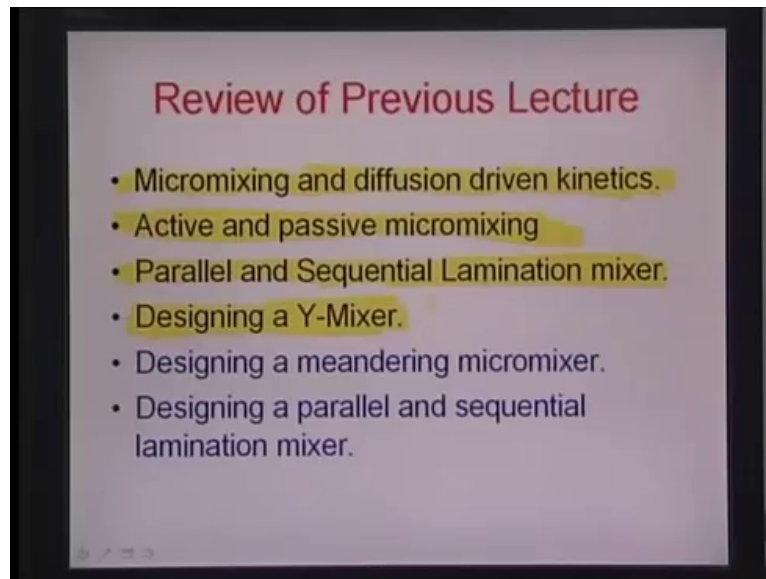 Review of Previous Lecture
• Micromixing and diffusion driven kinetics.
• Active and passive micromixing
• Parallel and Sequential Lamination mixer.
• Designing a Y-Mixer.
• Designing a meandering micromixer.
• Designing a parallel and sequential
lamination mixer.